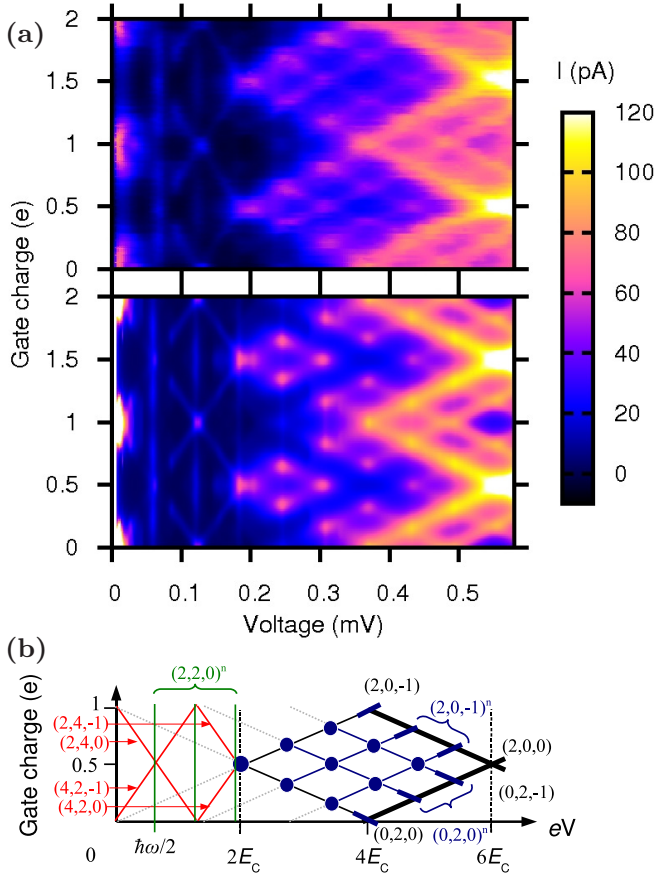 (a)
I (pA)
2
1.5
1
0.5
0
2
1.5
1
0.5
0
Gate charge (e)
120
100
80
60
40
20
0
0 0.1 0.2 0.3 0.4 0.5
Voltage (mV)
(b)
Gate charge (e)
1
0.5
0
(2,2,0)ⁿ
(2,4,-1)
(2,4,0)
(4,2,-1)
(4,2,0)
(2,0,-1)
(2,0,-1)ⁿ
(2,0,0)
(0,2,-1)
(0,2,0)
(0,2,0)ⁿ
ħω/2
2E_C
4E_C
6E_C
eV